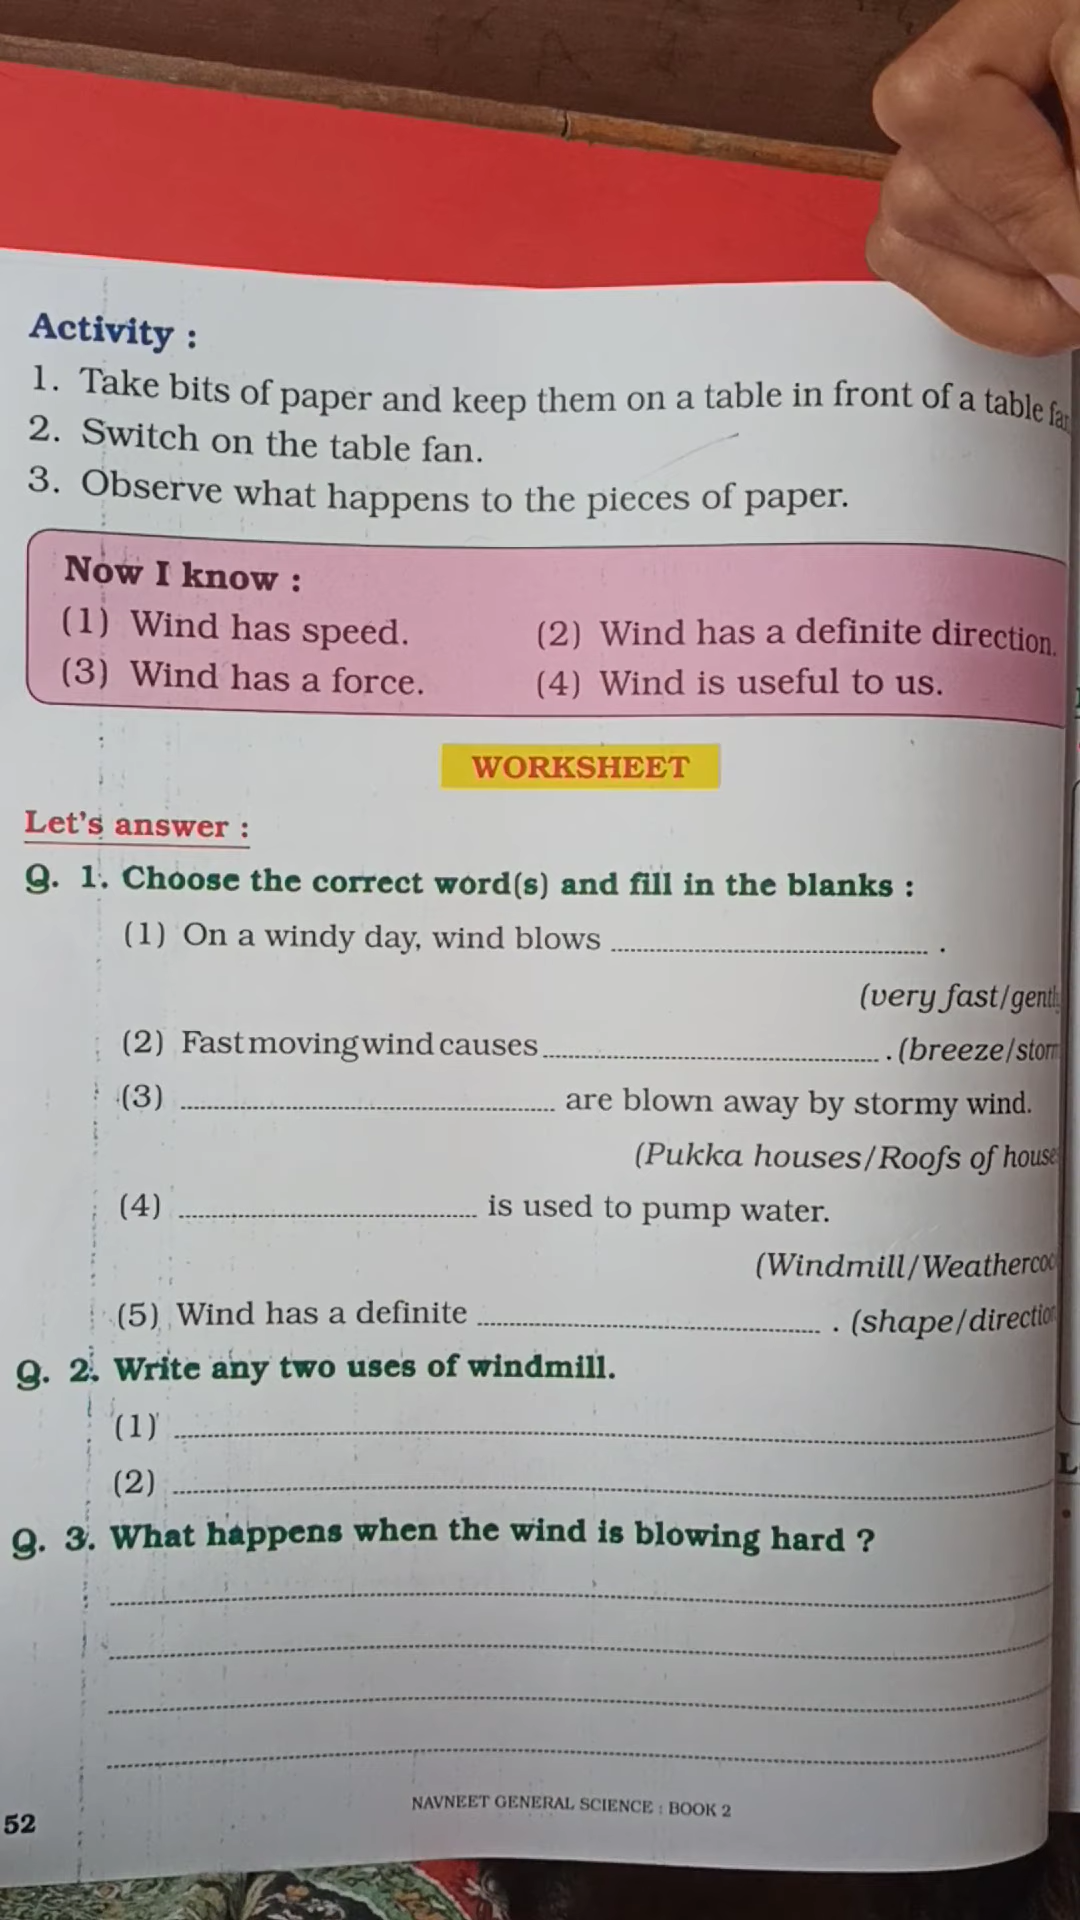 Activity :
1. Take bits of paper and keep them on a table in front of a table
2. Switch on the table fan.
3. Observe what happens to the pieces of paper.
Now I know :
(1) Wind has speed. (2) Wind has a definite direction.
(3) Wind has a force. (4) Wind is useful to us.
WORKSHEET
Let's answer :
Q. 1. Choose the correct word(s) and fill in the blanks :
(1) On a windy day, wind blows .
(very fast/
(2) Fast moving wind causes . (breeze/
(3) are blown away by stormy wind.
(Pukka houses/Roofs of
(4) is used to pump water.
(Windmill/
(5) Wind has a definite . (shape/
Q. 2. Write any two uses of windmill.
(1)
(2)
Q. 3. What happens when the wind is blowing hard ?
NAVNEET GENERAL SCIENCE : BOOK 2
52